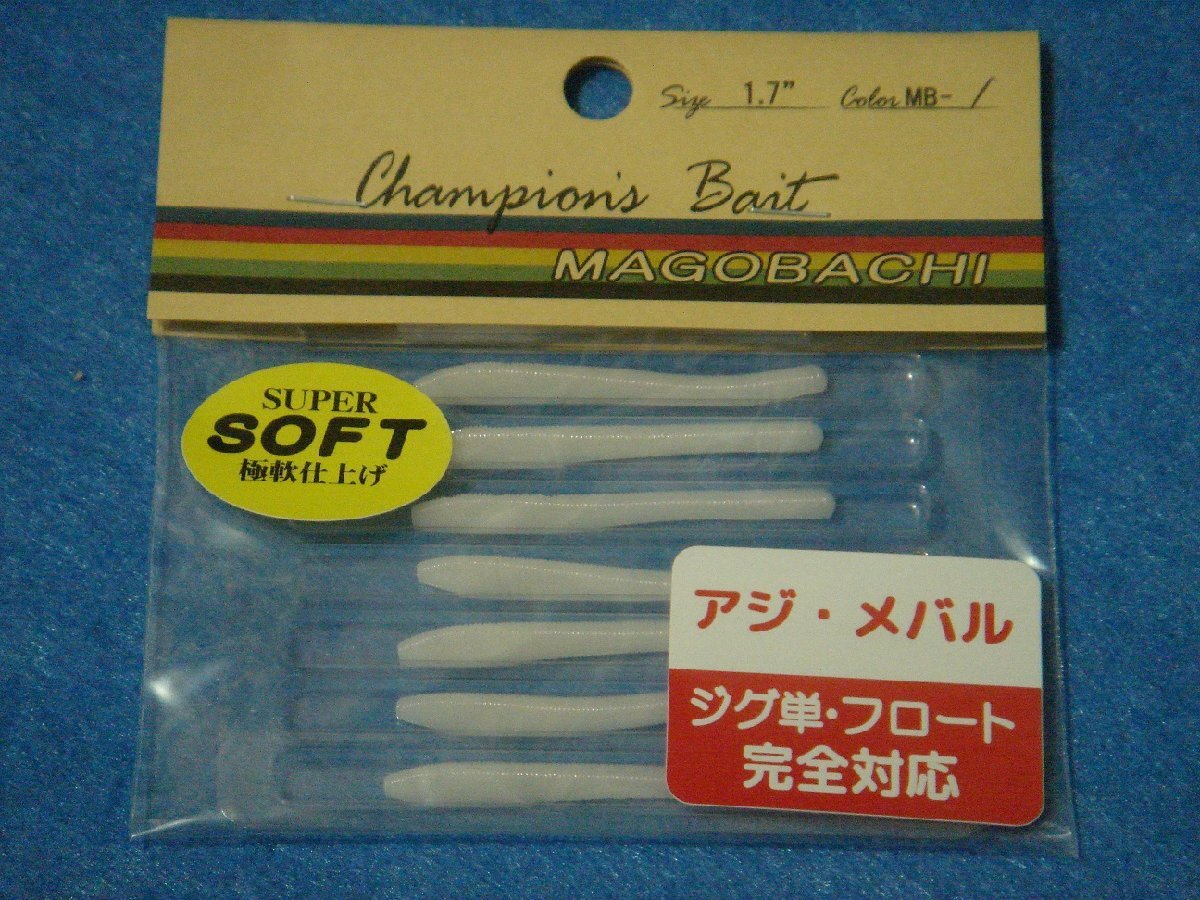 Size 1.7" Color MB-1
Champion's Bait
MAGOBACHI
SUPER
SOFT
極軟仕上げ
アジ・メバル
ジグ単・フロート
完全対応